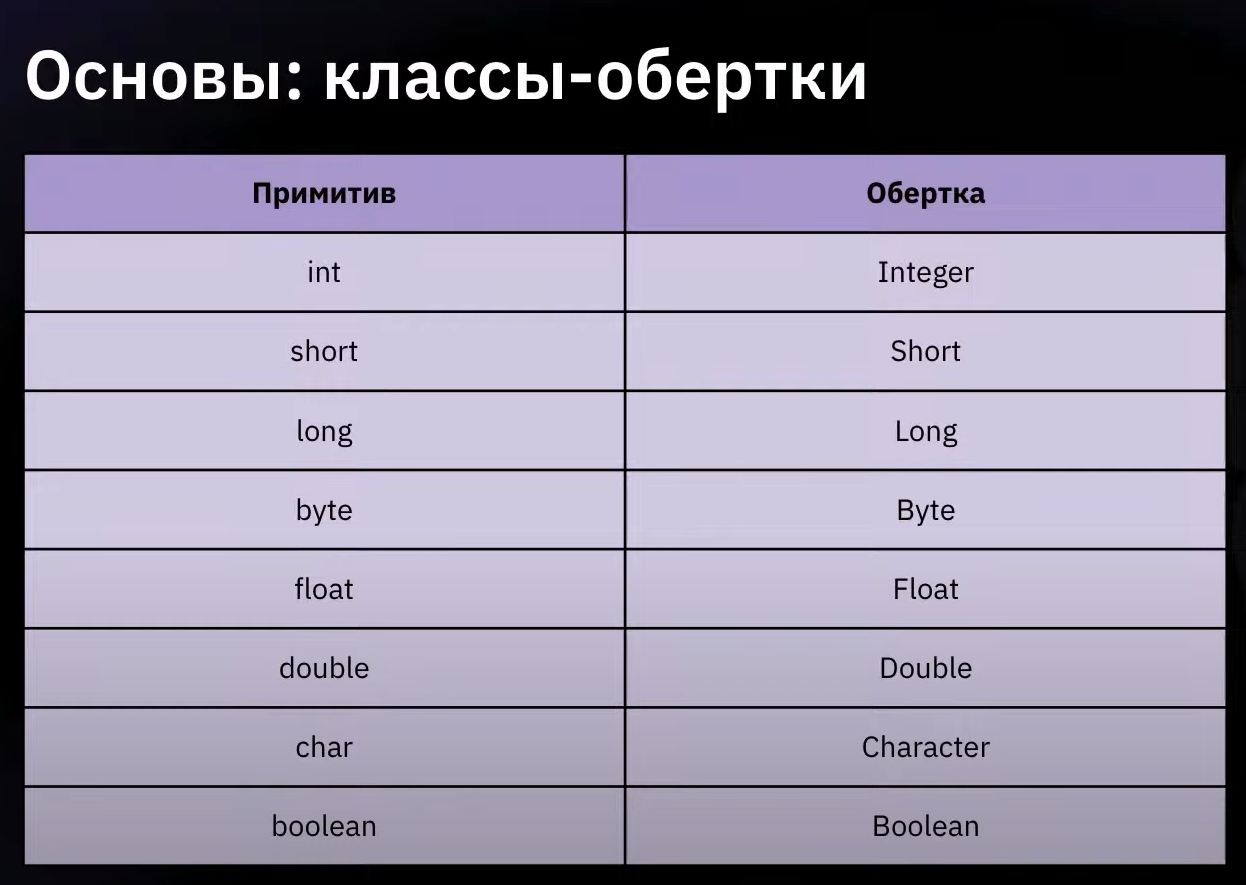 Основы: классы-обертки
Примитив Обертка
int Integer
short Short
long Long
byte Byte
float Float
double Double
char Character
boolean Boolean